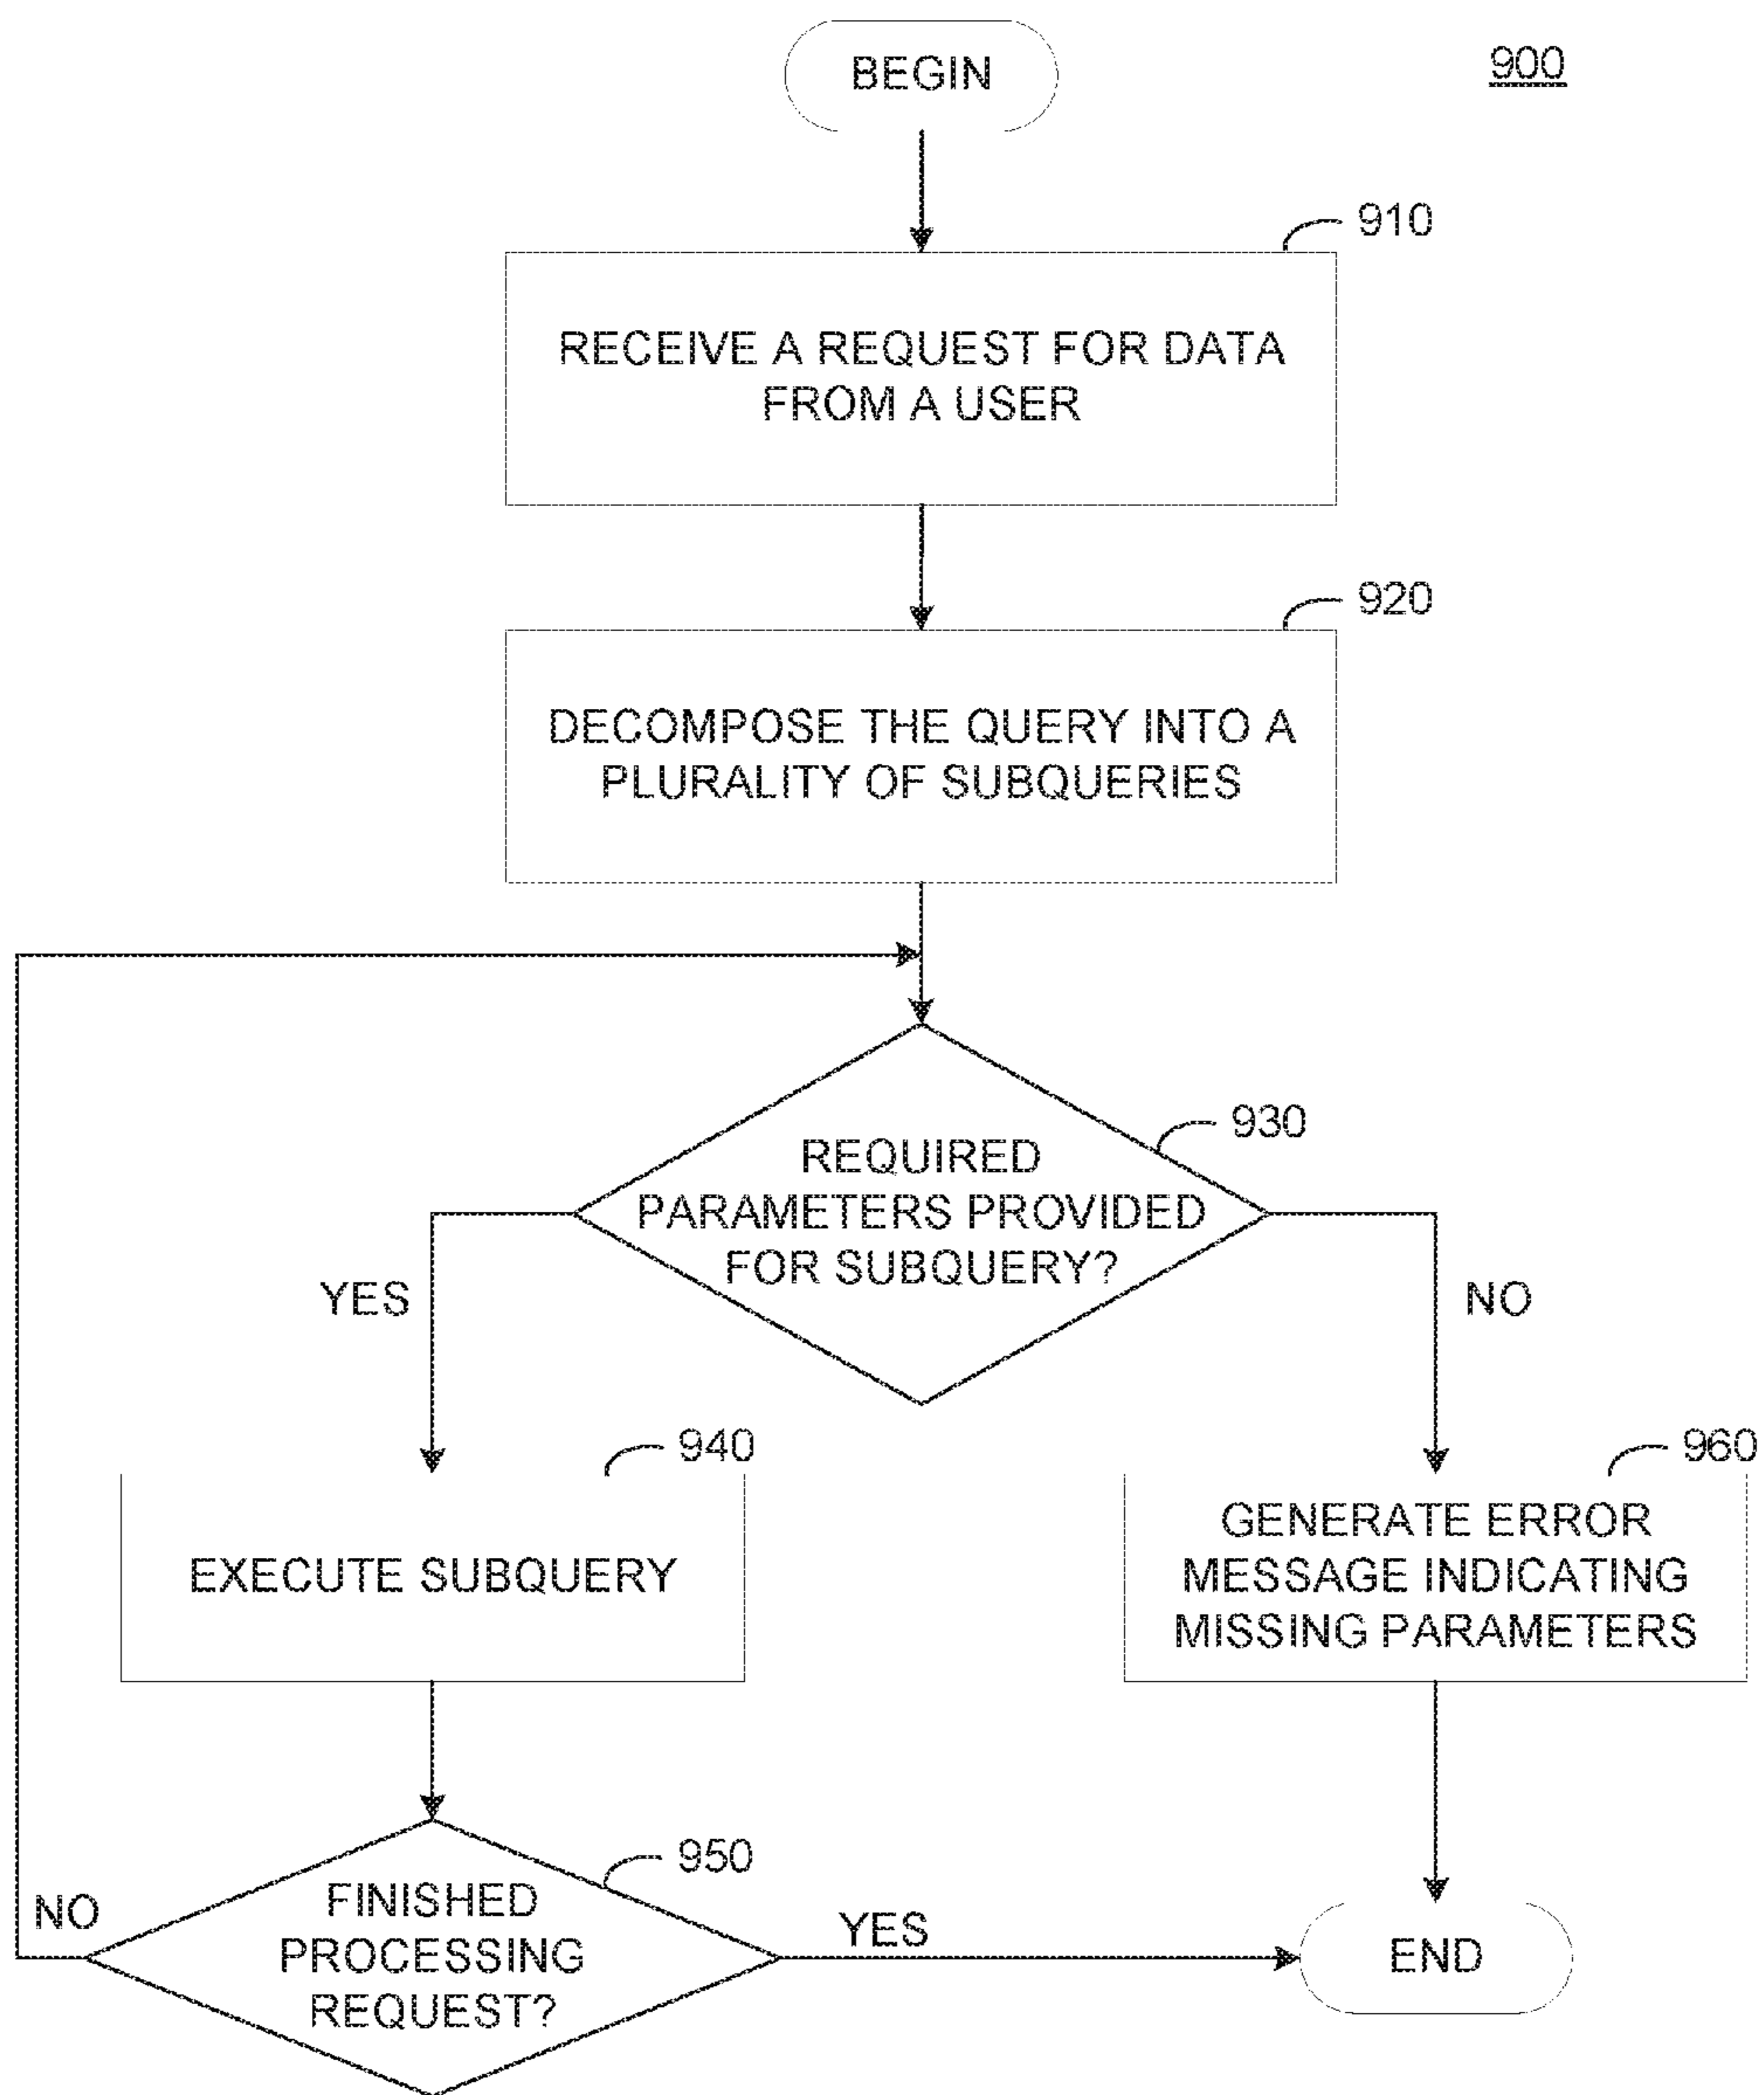 BEGIN
900
910
RECEIVE A REQUEST FOR DATA
FROM A USER
920
DECOMPOSE THE QUERY INTO A
PLURALITY OF SUBQUERIES
930
REQUIRED
PARAMETERS PROVIDED
FOR SUBQUERY?
YES
NO
940
EXECUTE SUBQUERY
960
GENERATE ERROR
MESSAGE INDICATING
MISSING PARAMETERS
950
FINISHED
PROCESSING
REQUEST?
NO
YES
END